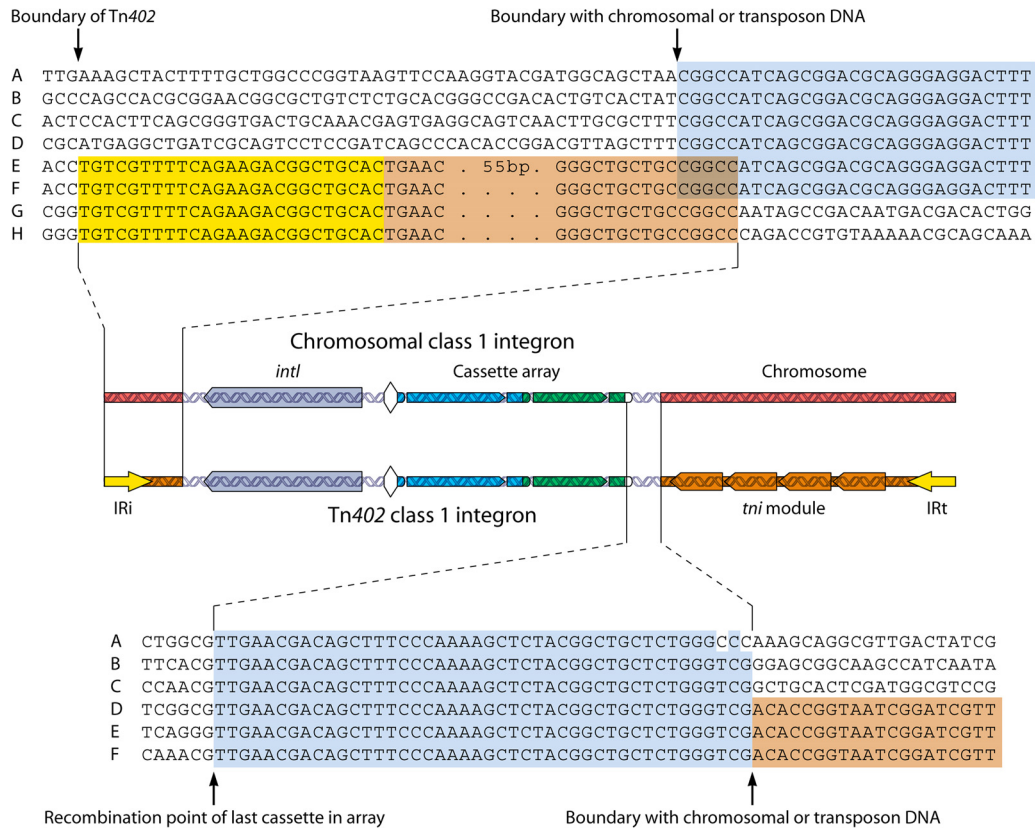 Boundary of Tn402
Boundary with chromosomal or transposon DNA
A TTGAAAGCTACTTTTGCTGGCCCGGTAAGTTCCAAGGTACGATGGCAGCTAACGGCCATCAGCGGACGCAGGGAGGACTTT
B GCCCAGCCACGCGGAACGGCGCTGTCTCTGCACGGGCCGACACTGTCACTATCGGCCATCAGCGGACGCAGGGAGGACTTT
C ACTCCACTTCAGCGGGTGACTGCAAACGAGTGAGGCAGTCAACTTGCGCTTTCGGCCATCAGCGGACGCAGGGAGGACTTT
D CGCATGAGGCTGATCGCAGTCCTCCGATCAGCCCACACCGGACGTTAGCTTTCGGCCATCAGCGGACGCAGGGAGGACTTT
E ACCTGTCGTTTTCAGAAGACGGCTGCACTGAAC . 55bp. GGGCTGCTGCCGGCCATCAGCGGACGCAGGGAGGACTTT
F ACCTGTCGTTTTCAGAAGACGGCTGCACTGAAC . . . . GGGCTGCTGCCGGCCATCAGCGGACGCAGGGAGGACTTT
G CGGTGTCGTTTTCAGAAGACGGCTGCACTGAAC . . . . GGGCTGCTGCCGGCCAATAGCCGACAATGACGACACTGG
H GGGTGTCGTTTTCAGAAGACGGCTGCACTGAAC . . . . GGGCTGCTGCCGGCCCAGACCGTGTAAAAACGCAGCAAA
Chromosomal class 1 integron
intI
Cassette array
Chromosome
IRi
Tn402 class 1 integron
tni module
IRt
A CTGGCGTTGAACGACAGCTTTCCCAAAAGCTCTACGGCTGCTCTGGGCCCAAAGCAGGCGTTGACTATCG
B TTCACGTTGAACGACAGCTTTCCCAAAAGCTCTACGGCTGCTCTGGGTCGGGAGCGGCAAGCCATCAATA
C CCAACGTTGAACGACAGCTTTCCCAAAAGCTCTACGGCTGCTCTGGGTCGGCTGCACTCGATGGCGTCCG
D TCGGCGTTGAACGACAGCTTTCCCAAAAGCTCTACGGCTGCTCTGGGTCGACACCGGTAATCGGATCGTT
E TCAGGGTTGAACGACAGCTTTCCCAAAAGCTCTACGGCTGCTCTGGGTCGACACCGGTAATCGGATCGTT
F CAAACGTTGAACGACAGCTTTCCCAAAAGCTCTACGGCTGCTCTGGGTCGACACCGGTAATCGGATCGTT
Recombination point of last cassette in array
Boundary with chromosomal or transposon DNA